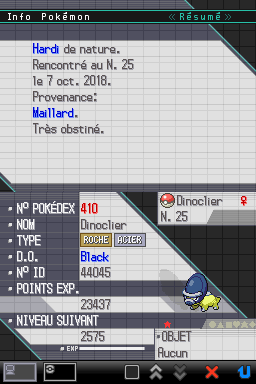 Info Pokémon
Résumé
Hardi de nature.
Rencontré au N. 25
le 7 oct. 2018.
Provenance:
Maillard.
Très obstiné.
Dinoclier ♀
N. 25
Nº POKÉDEX 410
NOM Dinoclier
TYPE ROCHE ACIER
D.O. Black
Nº ID 44045
POINTS EXP.
23437
NIVEAU SUIVANT
2575
EXP
OBJET
Aucun